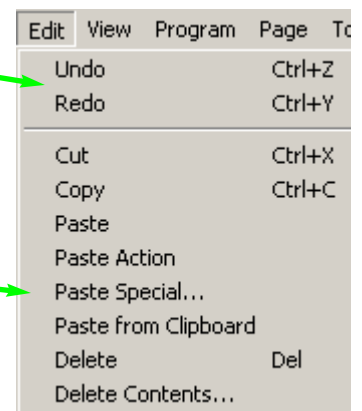 Edit View Program Page To
Undo Ctrl+Z
Redo Ctrl+Y
Cut Ctrl+X
Copy Ctrl+C
Paste
Paste Action
Paste Special...
Paste from Clipboard
Delete Del
Delete Contents...